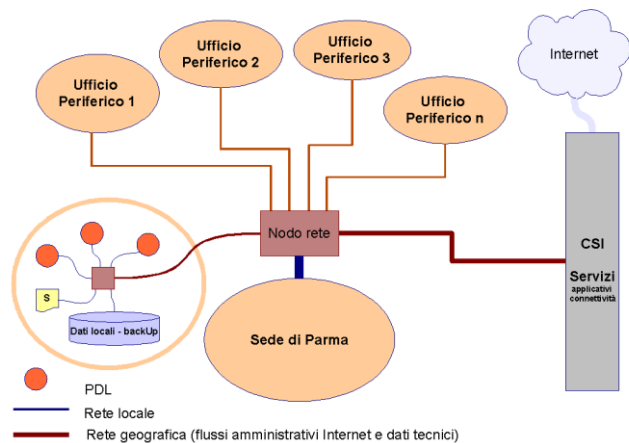 Ufficio
Periferico 1
Ufficio
Periferico 2
Ufficio
Periferico 3
Ufficio
Periferico n
Internet
Nodo rete
CSI
Servizi
applicativi
connettività
S
Dati locali - backUp
Sede di Parma
PDL
Rete locale
Rete geografica (flussi amministrativi Internet e dati tecnici)